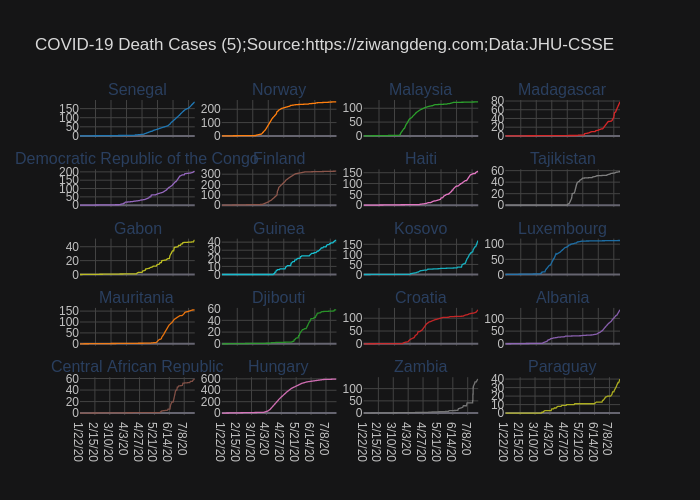 COVID-19 Death Cases (5);Source:https://ziwangdeng.com;Data:JHU-CSSE
Senegal Norway Malaysia Madagascar
150 100 50 0
200 100 0
100 50 0
80 60 40 20 0
Democratic Republic of the Congo Finland Haiti Tajikistan
200 150 100 50 0
300 200 100 0
150 100 50 0
60 40 20 0
Gabon Guinea Kosovo Luxembourg
40 20 0
40 30 20 10 0
150 100 50 0
100 50 0
Mauritania Djibouti Croatia Albania
150 100 50 0
60 40 20 0
100 50 0
100 50 0
Central African Republic Hungary Zambia Paraguay
60 40 20 0
600 400 200 0
100 50 0
40 30 20 10 0
1/22/20 2/15/20 3/10/20 4/3/20 4/27/20 5/21/20 6/14/20 7/8/20
1/22/20 2/15/20 3/10/20 4/3/20 4/27/20 5/21/20 6/14/20 7/8/20
1/22/20 2/15/20 3/10/20 4/3/20 4/27/20 5/21/20 6/14/20 7/8/20
1/22/20 2/15/20 3/10/20 4/3/20 4/27/20 5/21/20 6/14/20 7/8/20